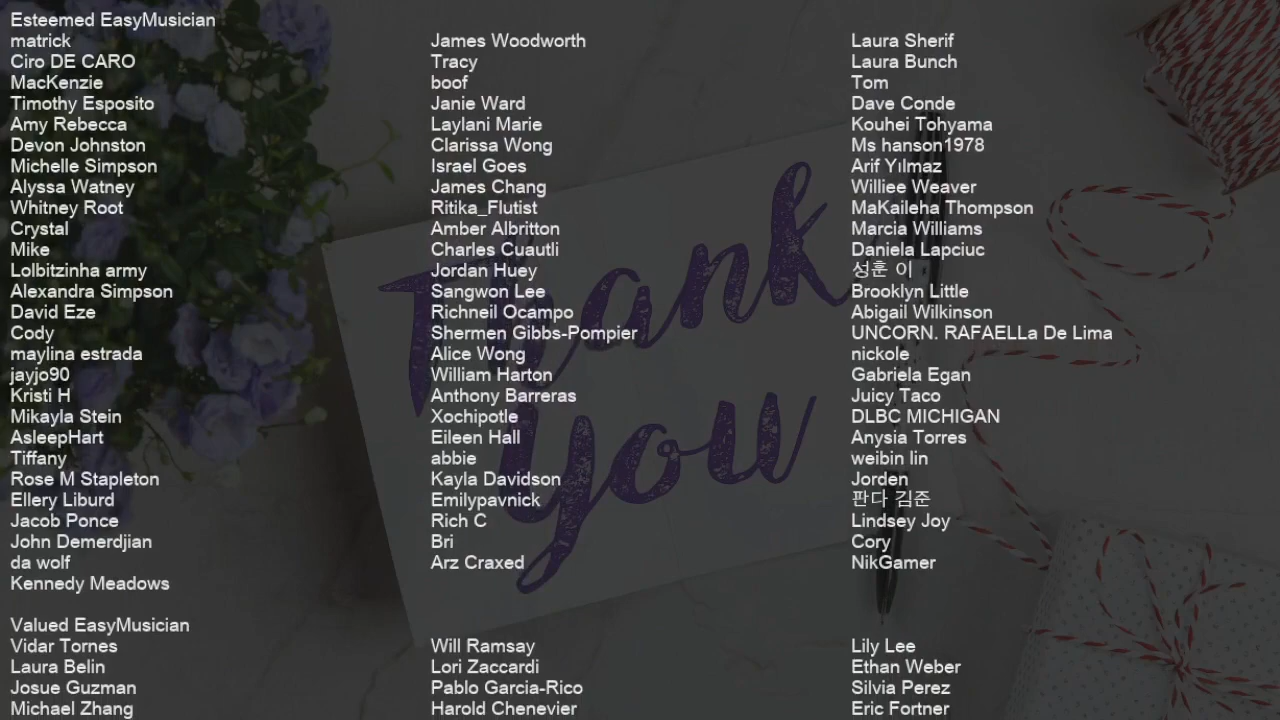 Esteemed EasyMusician
matrick
Ciro DE CARO
MacKenzie
Timothy Esposito
Amy Rebecca
Devon Johnston
Michelle Simpson
Alyssa Watney
Whitney Root
Crystal
Mike
Lolbitzinha army
Alexandra Simpson
David Eze
Cody
maylina estrada
jayjo90
Kristi H
Mikayla Stein
AsleepHart
Tiffany
Rose M Stapleton
Ellery Liburd
Jacob Ponce
John Demerdjian
da wolf
Kennedy Meadows
James Woodworth
Tracy
boof
Janie Ward
Laylani Marie
Clarissa Wong
Israel Goes
James Chang
Ritika_Flutist
Amber Albritton
Charles Cuautli
Jordan Huey
Sangwon Lee
Richneil Ocampo
Shermen Gibbs-Pompier
Alice Wong
William Harton
Anthony Barreras
Xochipotle
Eileen Hall
abbie
Kayla Davidson
Emilypavnick
Rich C
Bri
Arz Craxed
Laura Sherif
Laura Bunch
Tom
Dave Conde
Kouhei Tohyama
Ms hanson1978
Arif Yılmaz
Williee Weaver
MaKaileha Thompson
Marcia Williams
Daniela Lapciuc
성훈 이
Brooklyn Little
Abigail Wilkinson
UNCORN. RAFAELLa De Lima
nickole
Gabriela Egan
Juicy Taco
DLBC MICHIGAN
Anysia Torres
weibin lin
Jorden
판다 김준
Lindsey Joy
Cory
NikGamer
Valued EasyMusician
Vidar Tornes
Laura Belin
Josue Guzman
Michael Zhang
Will Ramsay
Lori Zaccardi
Pablo Garcia-Rico
Harold Chenevier
Lily Lee
Ethan Weber
Silvia Perez
Eric Fortner
Thank
you